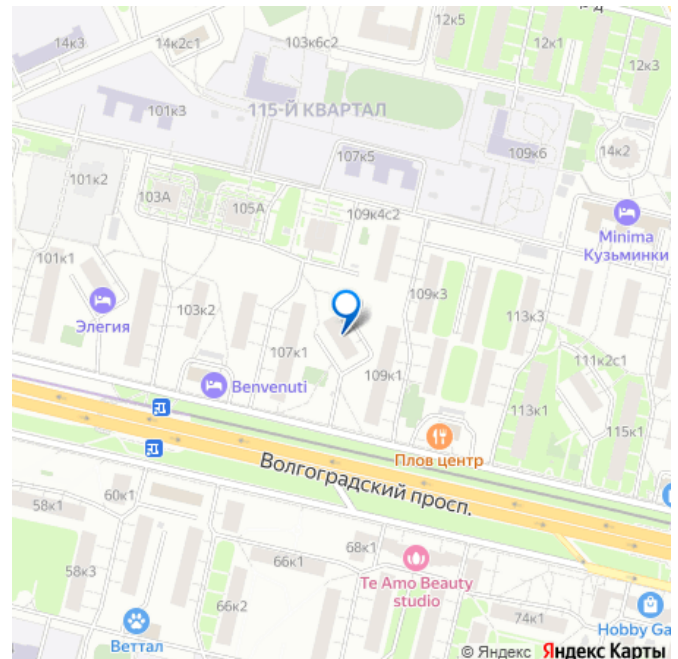 12к5
14к3
14к2с1
103к6с2
12к1
12к3
101к3
115-Й КВАРТАЛ
107к5
109к6
14к2
101к2
103А
105А
109к4с2
Minima
Кузьминки
101к1
Элегия
103к2
109к3
113к3
107к1
Benvenuti
109к1
111к2с1
113к1
115к1
Плов центр
Волгоградский просп.
58к1
60к1
66к1
68к1
58к3
Te Amo Beauty
studio
66к2
74к1
Веттал
Hobby Ga
© Яндекс Яндекс Карты